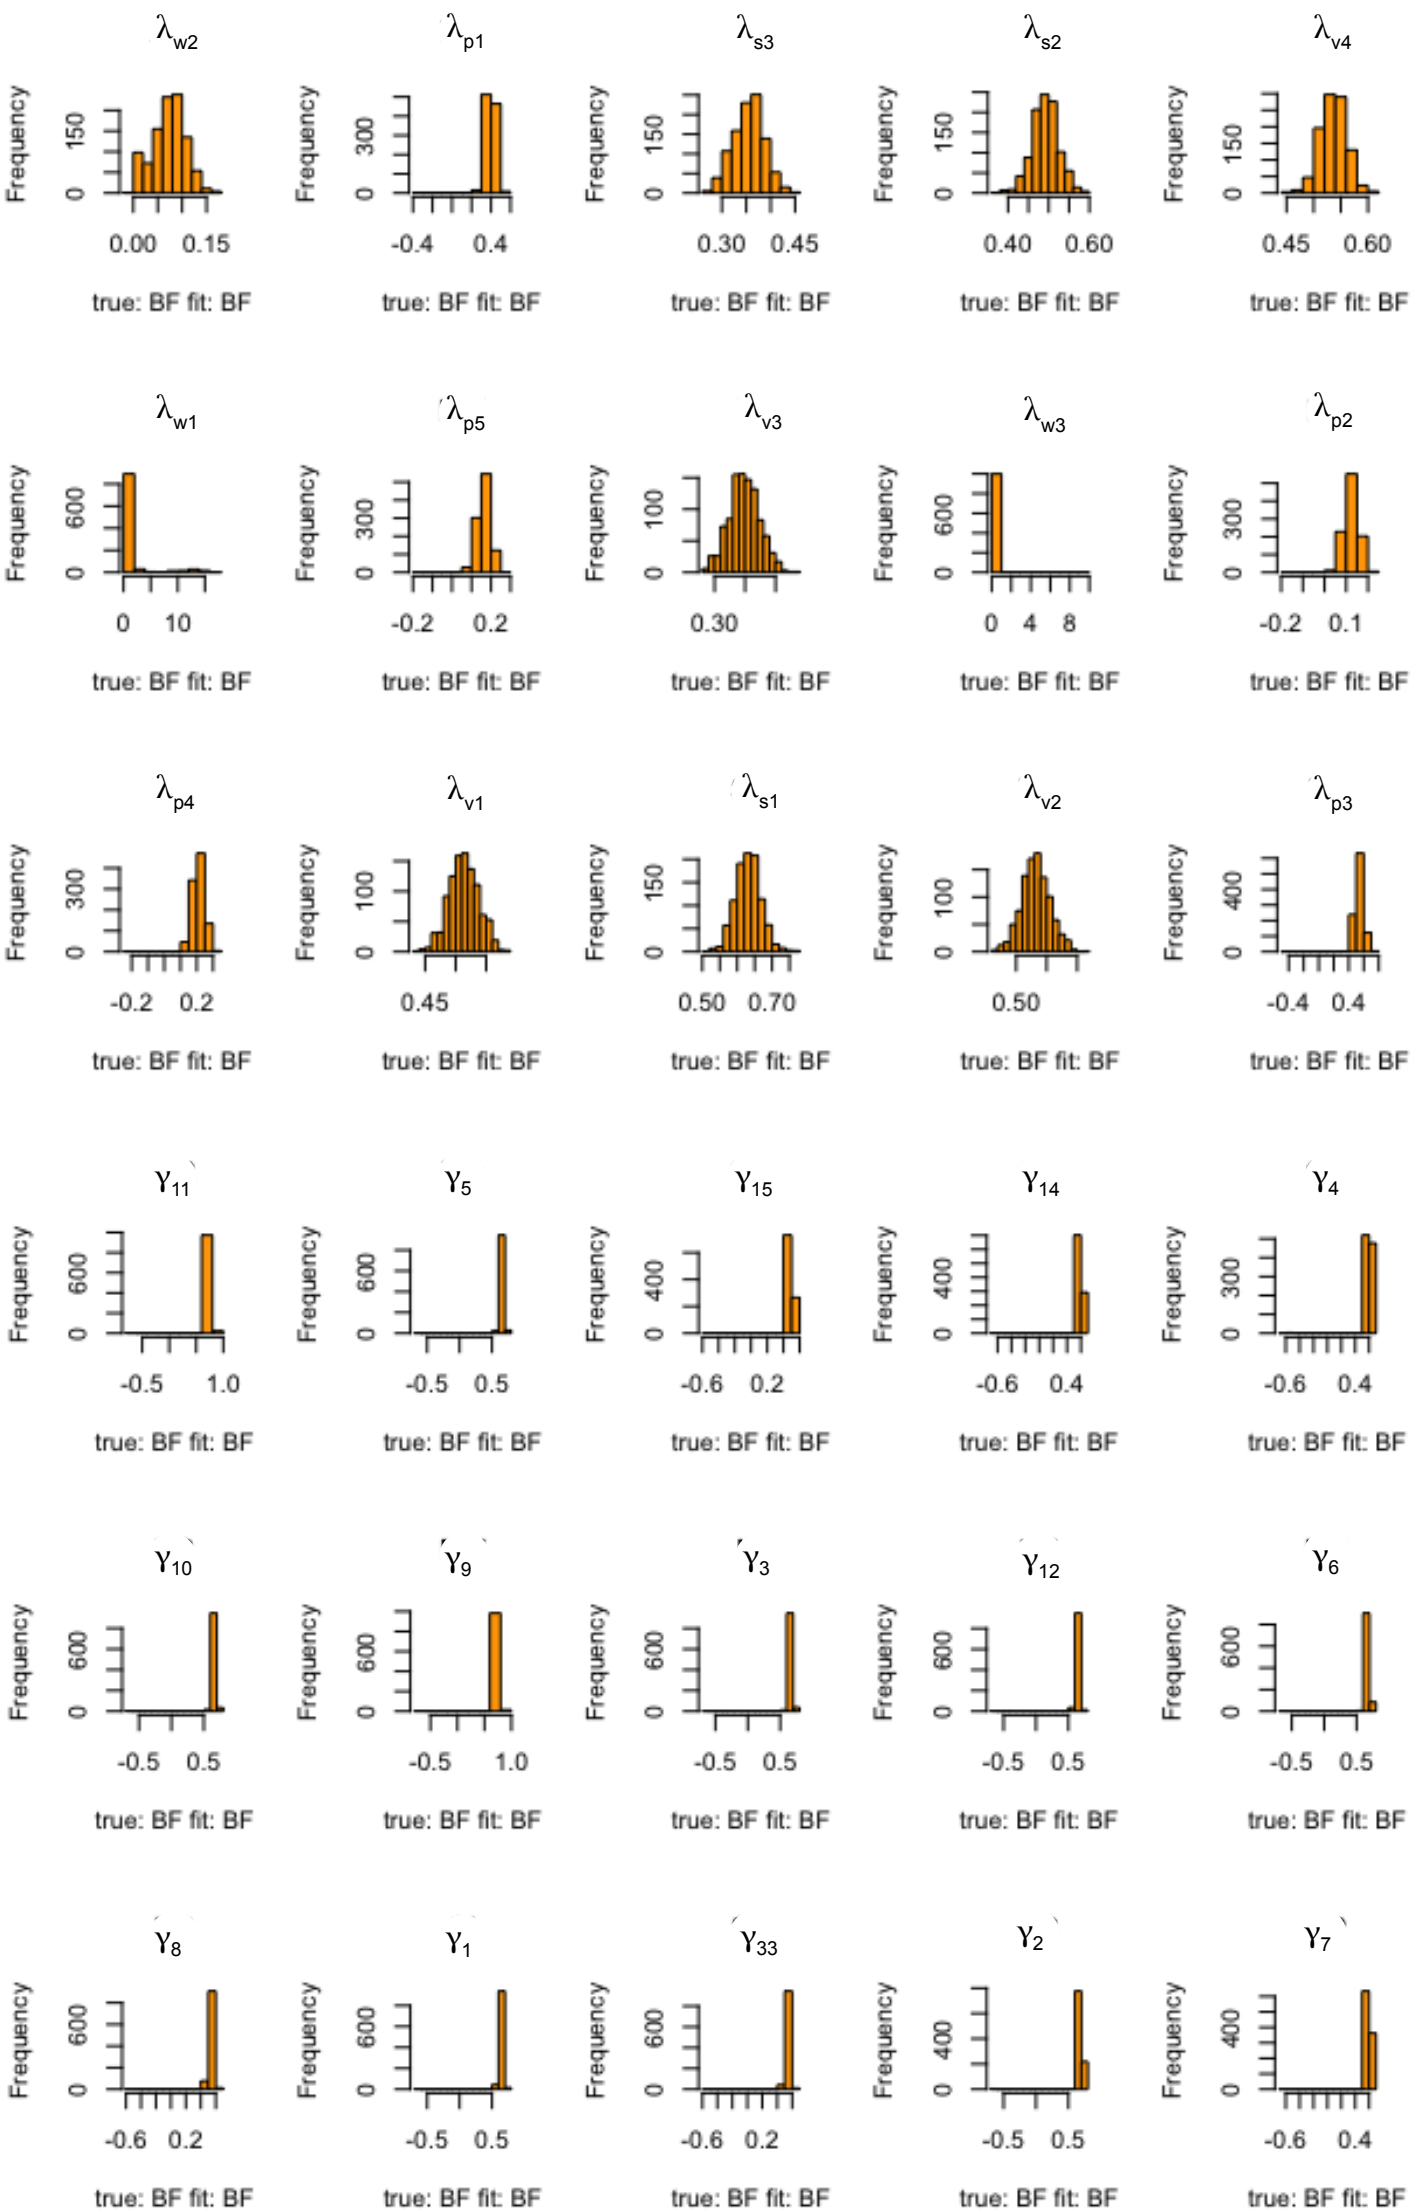 λw2 λp1 λs3 λs2 λv4
Frequency Frequency Frequency Frequency Frequency
0 150 0 300 0 150 0 150 0 150
0.00 0.15 -0.4 0.4 0.30 0.45 0.40 0.60 0.45 0.60
true: BF fit: BF true: BF fit: BF true: BF fit: BF true: BF fit: BF true: BF fit: BF
λw1 λp5 λv3 λw3 λp2
Frequency Frequency Frequency Frequency Frequency
0 600 0 300 0 100 0 600 0 300
0 10 -0.2 0.2 0.30 0 4 8 -0.2 0.1
true: BF fit: BF true: BF fit: BF true: BF fit: BF true: BF fit: BF true: BF fit: BF
λp4 λv1 λs1 λv2 λp3
Frequency Frequency Frequency Frequency Frequency
0 300 0 100 0 150 0 100 0 400
-0.2 0.2 0.45 0.50 0.70 0.50 -0.4 0.4
true: BF fit: BF true: BF fit: BF true: BF fit: BF true: BF fit: BF true: BF fit: BF
γ11 γ5 γ15 γ14 γ4
Frequency Frequency Frequency Frequency Frequency
0 600 0 600 0 400 0 400 0 300
-0.5 1.0 -0.5 0.5 -0.6 0.2 -0.6 0.4 -0.6 0.4
true: BF fit: BF true: BF fit: BF true: BF fit: BF true: BF fit: BF true: BF fit: BF
γ10 γ9 γ3 γ12 γ6
Frequency Frequency Frequency Frequency Frequency
0 600 0 600 0 600 0 600 0 600
-0.5 0.5 -0.5 1.0 -0.5 0.5 -0.5 0.5 -0.5 0.5
true: BF fit: BF true: BF fit: BF true: BF fit: BF true: BF fit: BF true: BF fit: BF
γ8 γ1 γ33 γ2 γ7
Frequency Frequency Frequency Frequency Frequency
0 600 0 600 0 600 0 400 0 400
-0.6 0.2 -0.5 0.5 -0.6 0.2 -0.5 0.5 -0.6 0.4
true: BF fit: BF true: BF fit: BF true: BF fit: BF true: BF fit: BF true: BF fit: BF